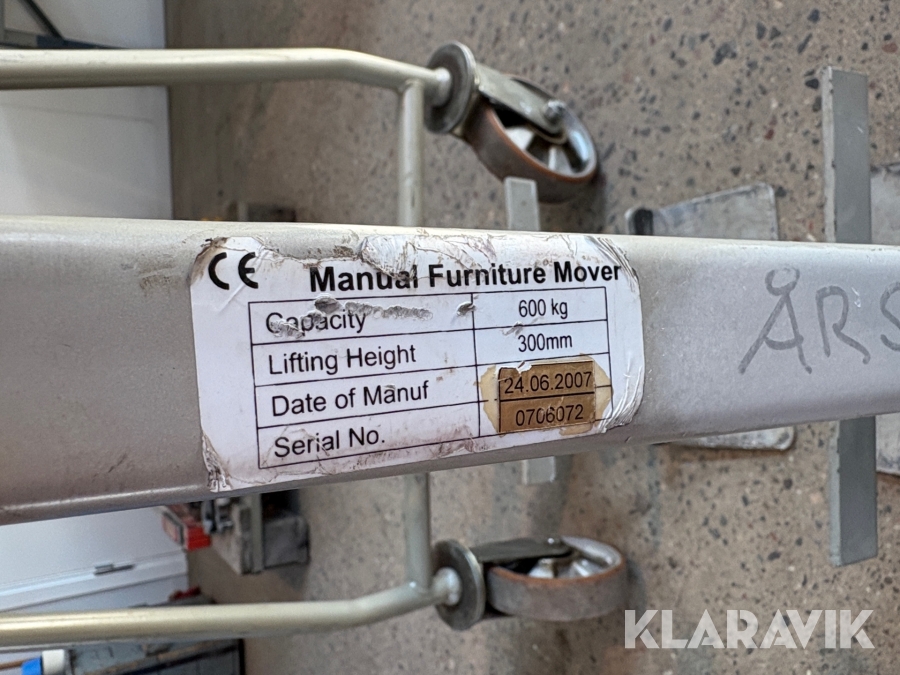 CE Manual Furniture Mover
Capacity 600 kg
Lifting Height 300mm
Date of Manuf 24.06.2007
Serial No. 0706072
ÅRS
KLARAVIK